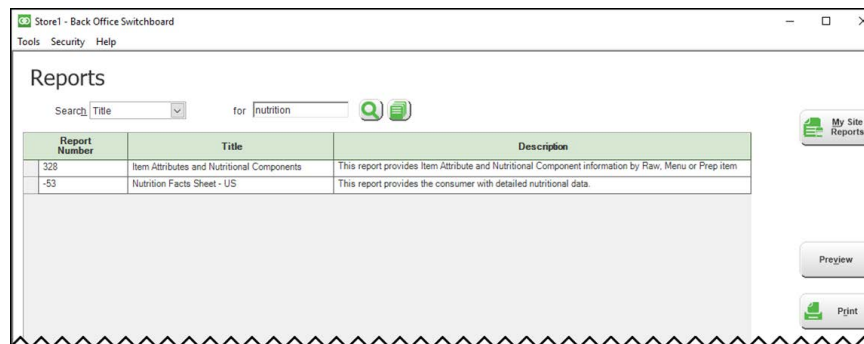 Store1 - Back Office Switchboard
Tools Security Help
Reports
Search Title for nutrition
My Site
Reports
Report
Number Title Description
328 Item Attributes and Nutritional Components This report provides Item Attribute and Nutritional Component information by Raw, Menu or Prep item
-53 Nutrition Facts Sheet - US This report provides the consumer with detailed nutritional data.
Preview
Print